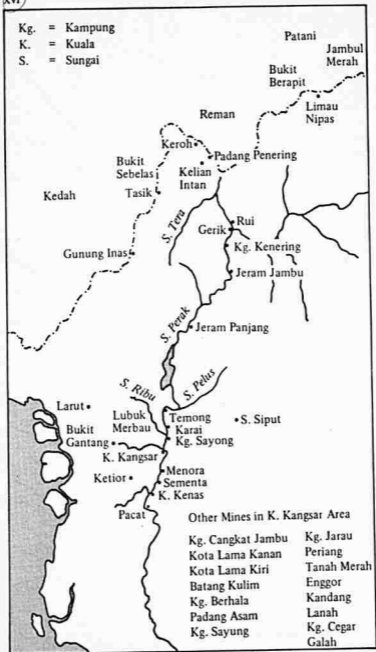 xvi
Kg. = Kampung
K. = Kuala
S. = Sungai
Patani
Jambul
Merah
Bukit
Berapit
Limau
Nipas
Reman
Keroh
Padang Penering
Bukit
Sebelas
Kelian
Intan
Kedah
Tasik
S. Tera
Rui
Gerik
Kg. Kenering
Gunung Inas
Jeram Jambu
S. Perak
Jeram Panjang
S. Ribu
S. Pelus
Larut
Lubuk
Merbau
Temong
Karai
Kg. Sayong
S. Siput
Bukit
Gantang
K. Kangsar
Ketior
Menora
Sementa
K. Kenas
Pacat
Other Mines in K. Kangsar Area
Kg. Cangkat Jambu
Kota Lama Kanan
Kota Lama Kiri
Batang Kulim
Kg. Berhala
Padang Asam
Kg. Sayung
Kg. Jarau
Periang
Tanah Merah
Enggor
Kandang
Lanah
Kg. Cegar
Galah